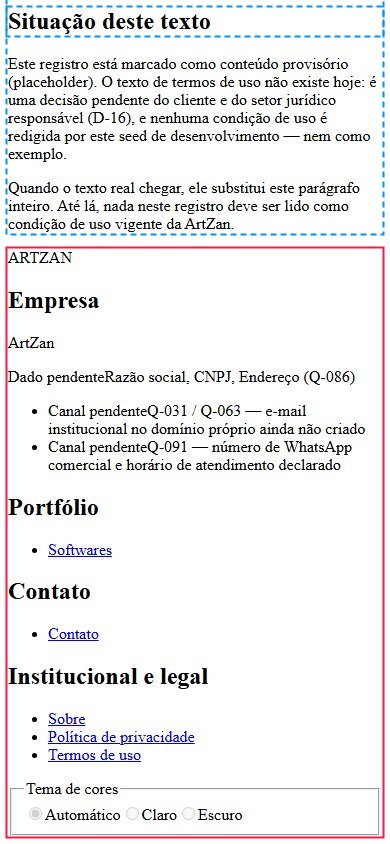 Situação deste texto
Este registro está marcado como conteúdo provisório
(placeholder). O texto de termos de uso não existe hoje: é
uma decisão pendente do cliente e do setor jurídico
responsável (D-16), e nenhuma condição de uso é
redigida por este seed de desenvolvimento — nem como
exemplo.
Quando o texto real chegar, ele substitui este parágrafo
inteiro. Até lá, nada neste registro deve ser lido como
condição de uso vigente da ArtZan.
ARTZAN
Empresa
ArtZan
Dado pendenteRazão social, CNPJ, Endereço (Q-086)
Canal pendenteQ-031 / Q-063 — e-mail
institucional no domínio próprio ainda não criado
Canal pendenteQ-091 — número de WhatsApp
comercial e horário de atendimento declarado
Portfólio
Softwares
Contato
Contato
Institucional e legal
Sobre
Política de privacidade
Termos de uso
Tema de cores
Automático Claro Escuro